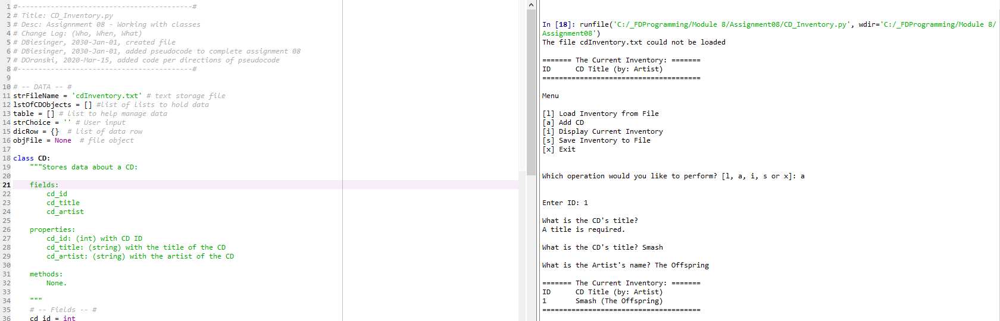 1 #------------------------------------------#
2 # Title: CD_Inventory.py
3 # Desc: Assignnment 08 - Working with classes
4 # Change Log: (Who, When, What)
5 # DBiesinger, 2030-Jan-01, created file
6 # DBiesinger, 2030-Jan-01, added pseudocode to complete assignment 08
7 # DOranski, 2020-Mar-15, added code per directions of pseudocode
8 #------------------------------------------#
9
10 # -- DATA -- #
11 strFileName = 'cdInventory.txt' # text storage file
12 lstOfCDObjects = [] #list of lists to hold data
13 table = [] # list to help manage data
14 strChoice = '' # User input
15 dicRow = {}  # list of data row
16 objFile = None  # file object
17
18 class CD:
19     """Stores data about a CD:
20
21     fields:
22         cd_id
23         cd_title
24         cd_artist
25
26     properties:
27         cd_id: (int) with CD ID
28         cd_title: (string) with the title of the CD
29         cd_artist: (string) with the artist of the CD
30
31     methods:
32         None.
33
34     """
35     # -- Fields -- #
36     cd_id = int
In [18]: runfile('C:/_FDProgramming/Module 8/Assignment08/CD_Inventory.py', wdir='C:/_FDProgramming/Module 8/
Assignment08')
The file cdInventory.txt could not be loaded
======= The Current Inventory: =======
ID      CD Title (by: Artist)
======================================
Menu
[l] Load Inventory from File
[a] Add CD
[i] Display Current Inventory
[s] Save Inventory to File
[x] Exit
Which operation would you like to perform? [l, a, i, s or x]: a
Enter ID: 1
What is the CD's title?
A title is required.
What is the CD's title? Smash
What is the Artist's name? The Offspring
======= The Current Inventory: =======
ID      CD Title (by: Artist)
1       Smash (The Offspring)
======================================